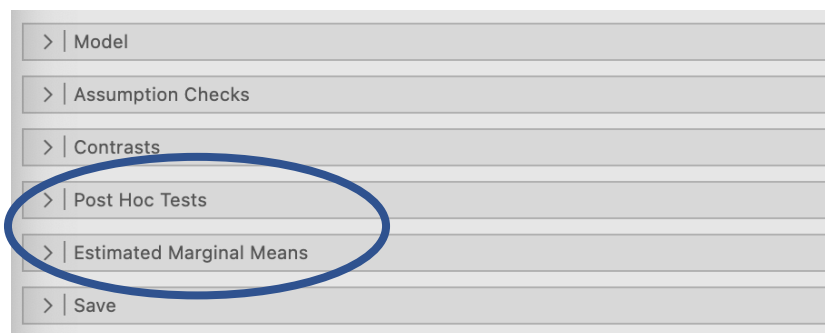 Model
Assumption Checks
Contrasts
Post Hoc Tests
Estimated Marginal Means
Save